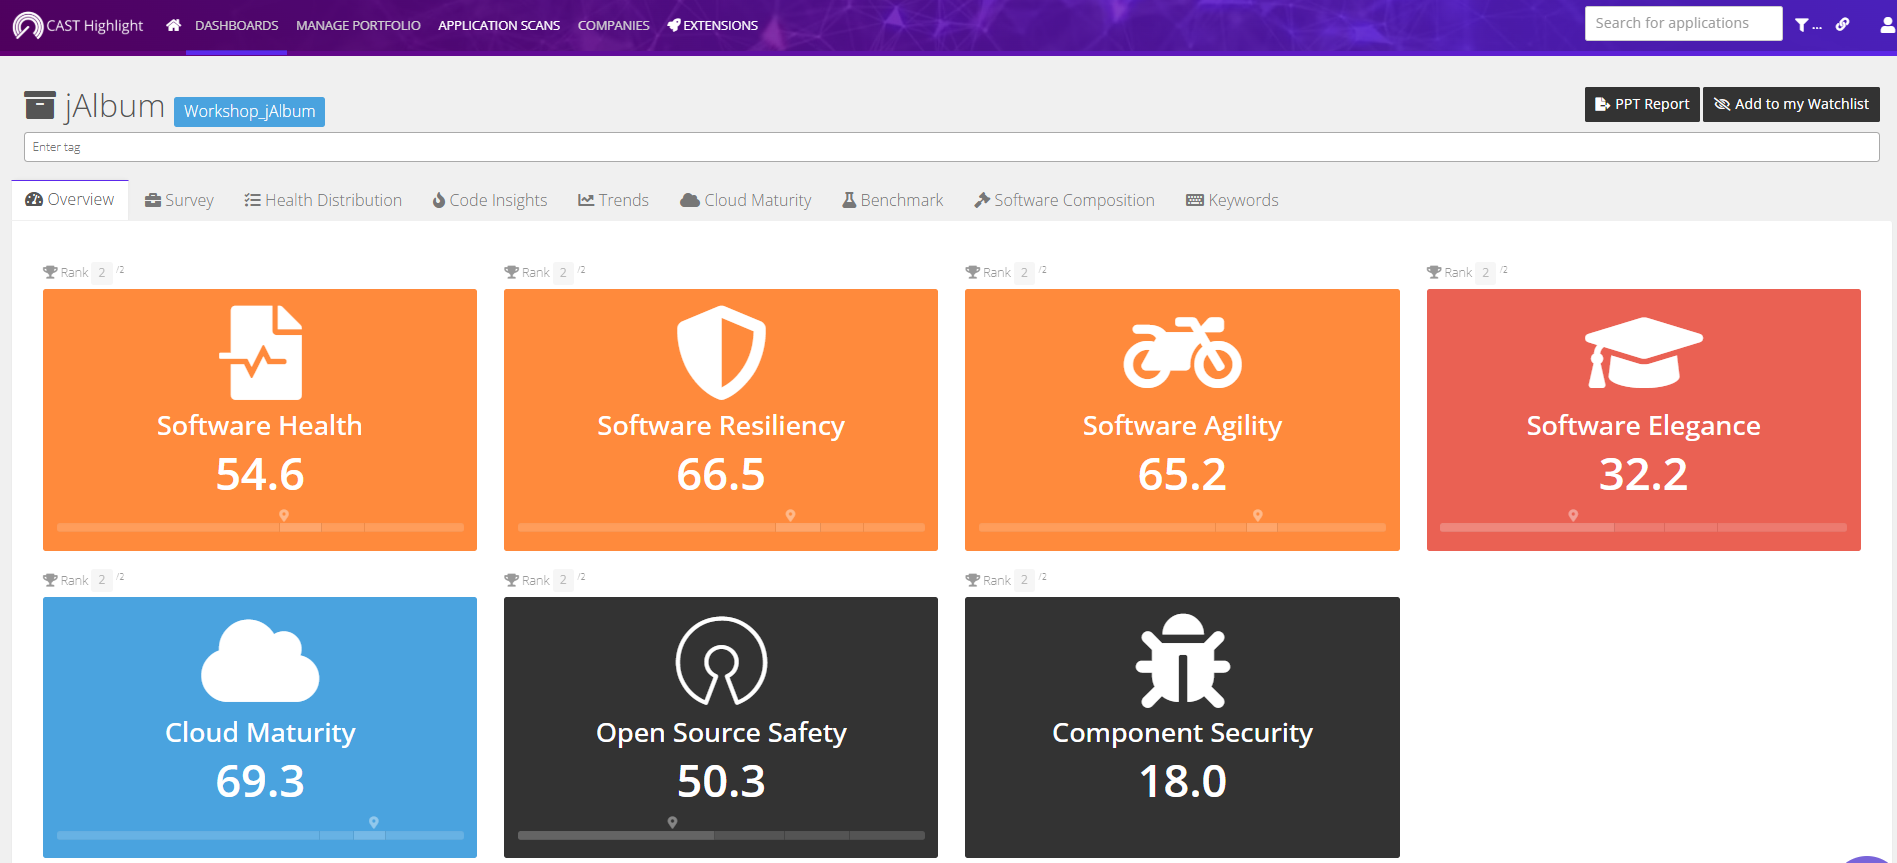 CAST Highlight DASHBOARDS MANAGE PORTFOLIO APPLICATION SCANS COMPANIES EXTENSIONS Search for applications ...
jAlbum Workshop_jAlbum PPT Report Add to my Watchlist
Enter tag
Overview Survey Health Distribution Code Insights Trends Cloud Maturity Benchmark Software Composition Keywords
Rank 2 /2 Rank 2 /2 Rank 2 /2 Rank 2 /2
Software Health Software Resiliency Software Agility Software Elegance
54.6 66.5 65.2 32.2
Rank 2 /2 Rank 2 /2 Rank 2 /2
Cloud Maturity Open Source Safety Component Security
69.3 50.3 18.0